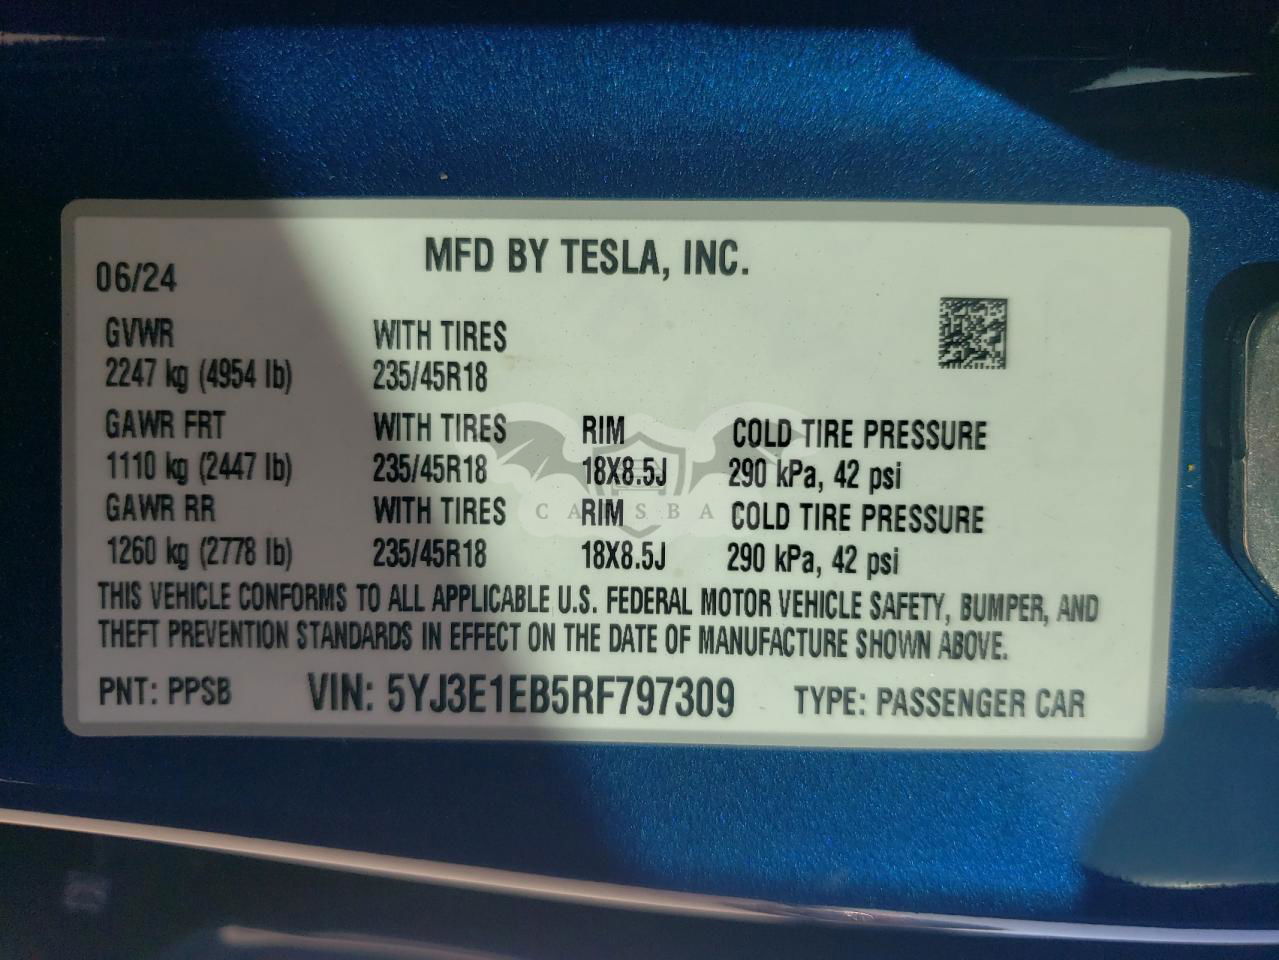 MFD BY TESLA, INC.
06/24
GVWR WITH TIRES
2247 kg (4954 lb) 235/45R18
GAWR FRT WITH TIRES RIM COLD TIRE PRESSURE
1110 kg (2447 lb) 235/45R18 18X8.5J 290 kPa, 42 psi
GAWR RR WITH TIRES RIM COLD TIRE PRESSURE
1260 kg (2778 lb) 235/45R18 18X8.5J 290 kPa, 42 psi
THIS VEHICLE CONFORMS TO ALL APPLICABLE U.S. FEDERAL MOTOR VEHICLE SAFETY, BUMPER, AND
THEFT PREVENTION STANDARDS IN EFFECT ON THE DATE OF MANUFACTURE SHOWN ABOVE.
PNT: PPSB VIN: 5YJ3E1EB5RF797309 TYPE: PASSENGER CAR